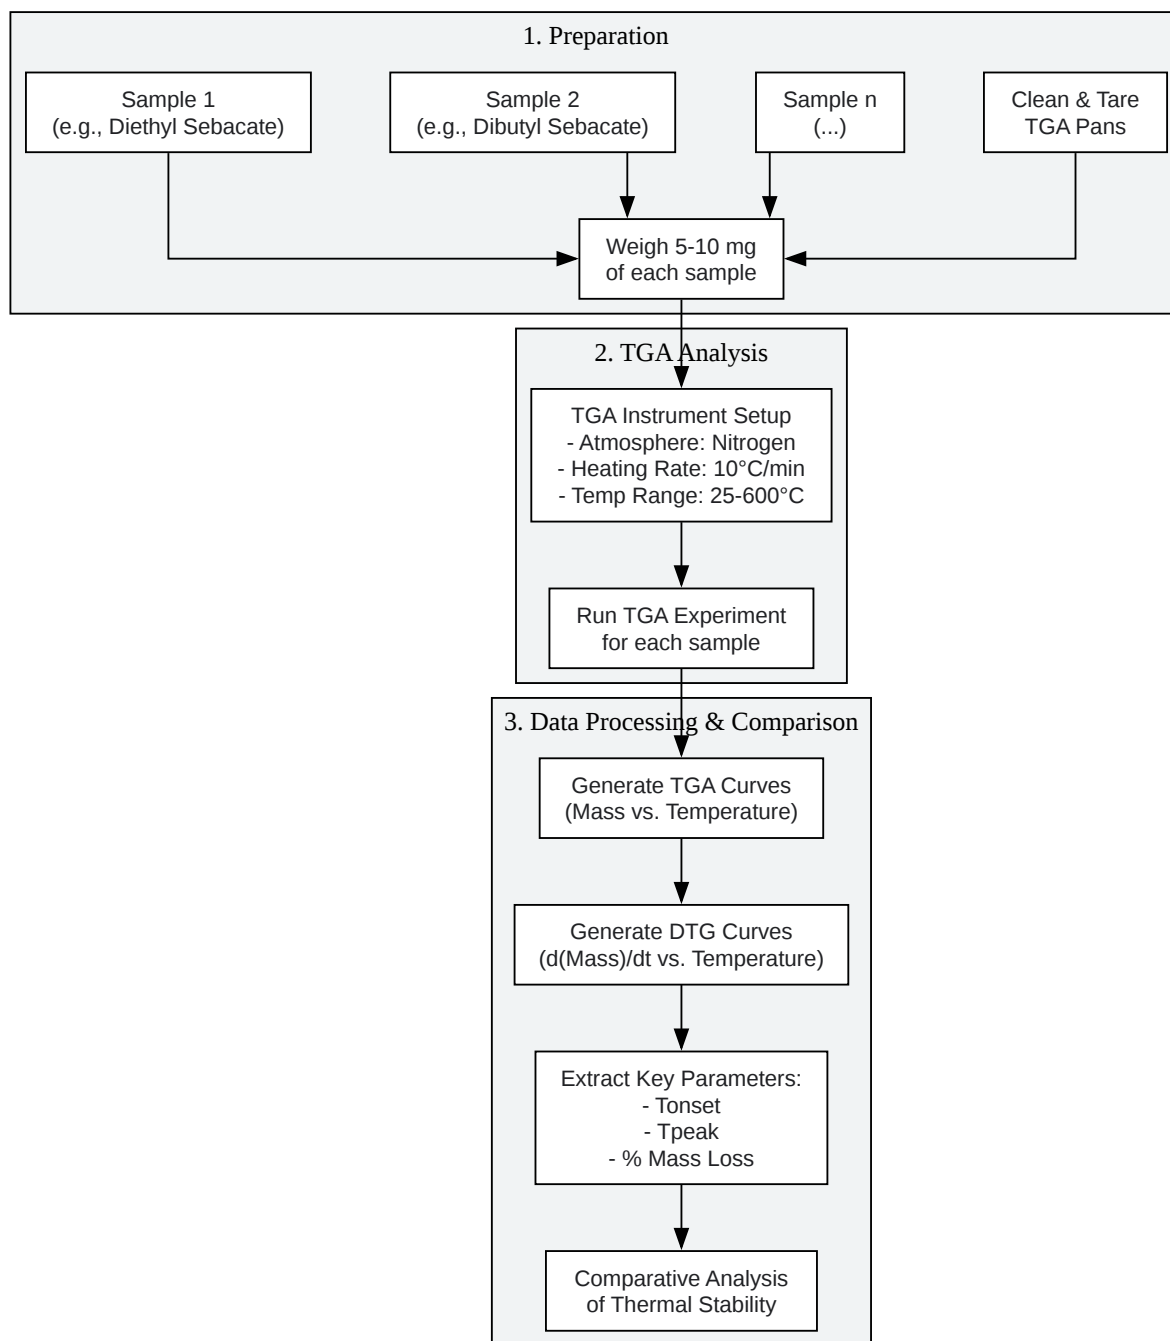 1. Preparation
Sample 1
(e.g., Diethyl Sebacate)
Sample 2
(e.g., Dibutyl Sebacate)
Sample n
(...)
Clean & Tare
TGA Pans
Weigh 5-10 mg
of each sample
2. TGA Analysis
TGA Instrument Setup
- Atmosphere: Nitrogen
- Heating Rate: 10°C/min
- Temp Range: 25-600°C
Run TGA Experiment
for each sample
3. Data Processing & Comparison
Generate TGA Curves
(Mass vs. Temperature)
Generate DTG Curves
(d(Mass)/dt vs. Temperature)
Extract Key Parameters:
- Tonset
- Tpeak
- % Mass Loss
Comparative Analysis
of Thermal Stability